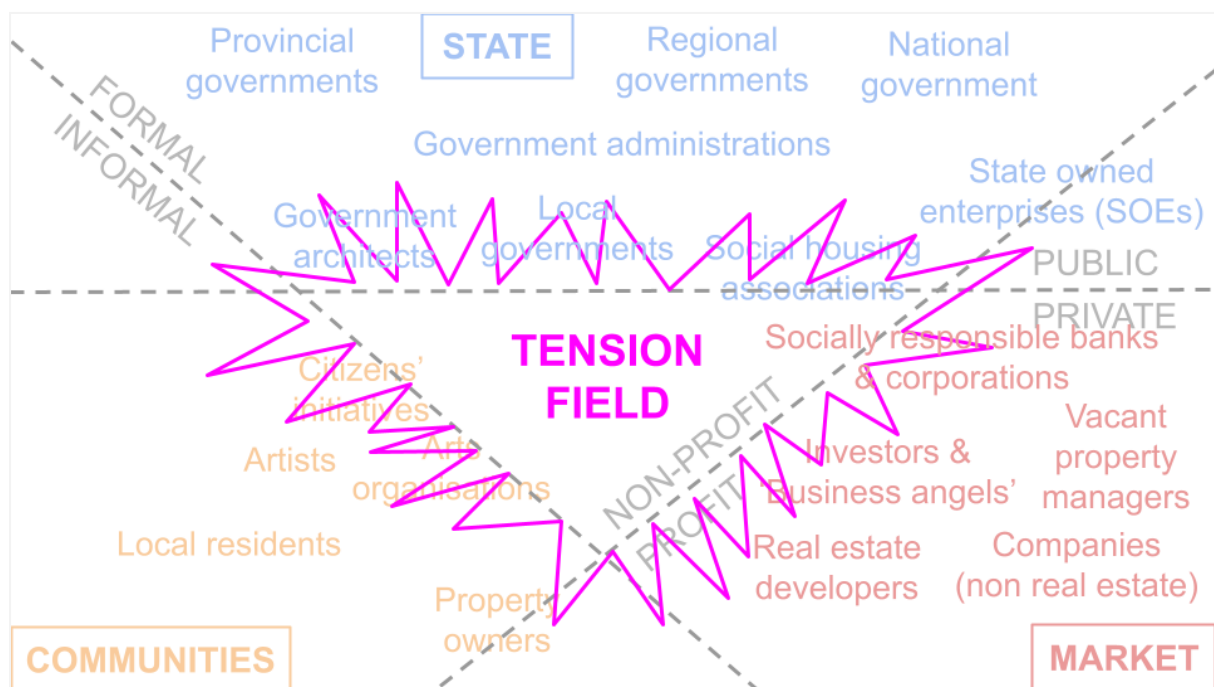 Provincial
governments
STATE
Regional
governments
National
government
FORMAL
INFORMAL
Government administrations
State owned
enterprises (SOEs)
Government
architects
Local
governments
Social housing
associations
PUBLIC
PRIVATE
TENSION
FIELD
Socially responsible banks
& corporations
Citizens’
initiatives
Artists
Arts
organisations
NON-PROFIT
PROFIT
Investors &
‘Business angels’
Vacant
property
managers
Local residents
Real estate
developers
Companies
(non real estate)
Property
owners
COMMUNITIES
MARKET